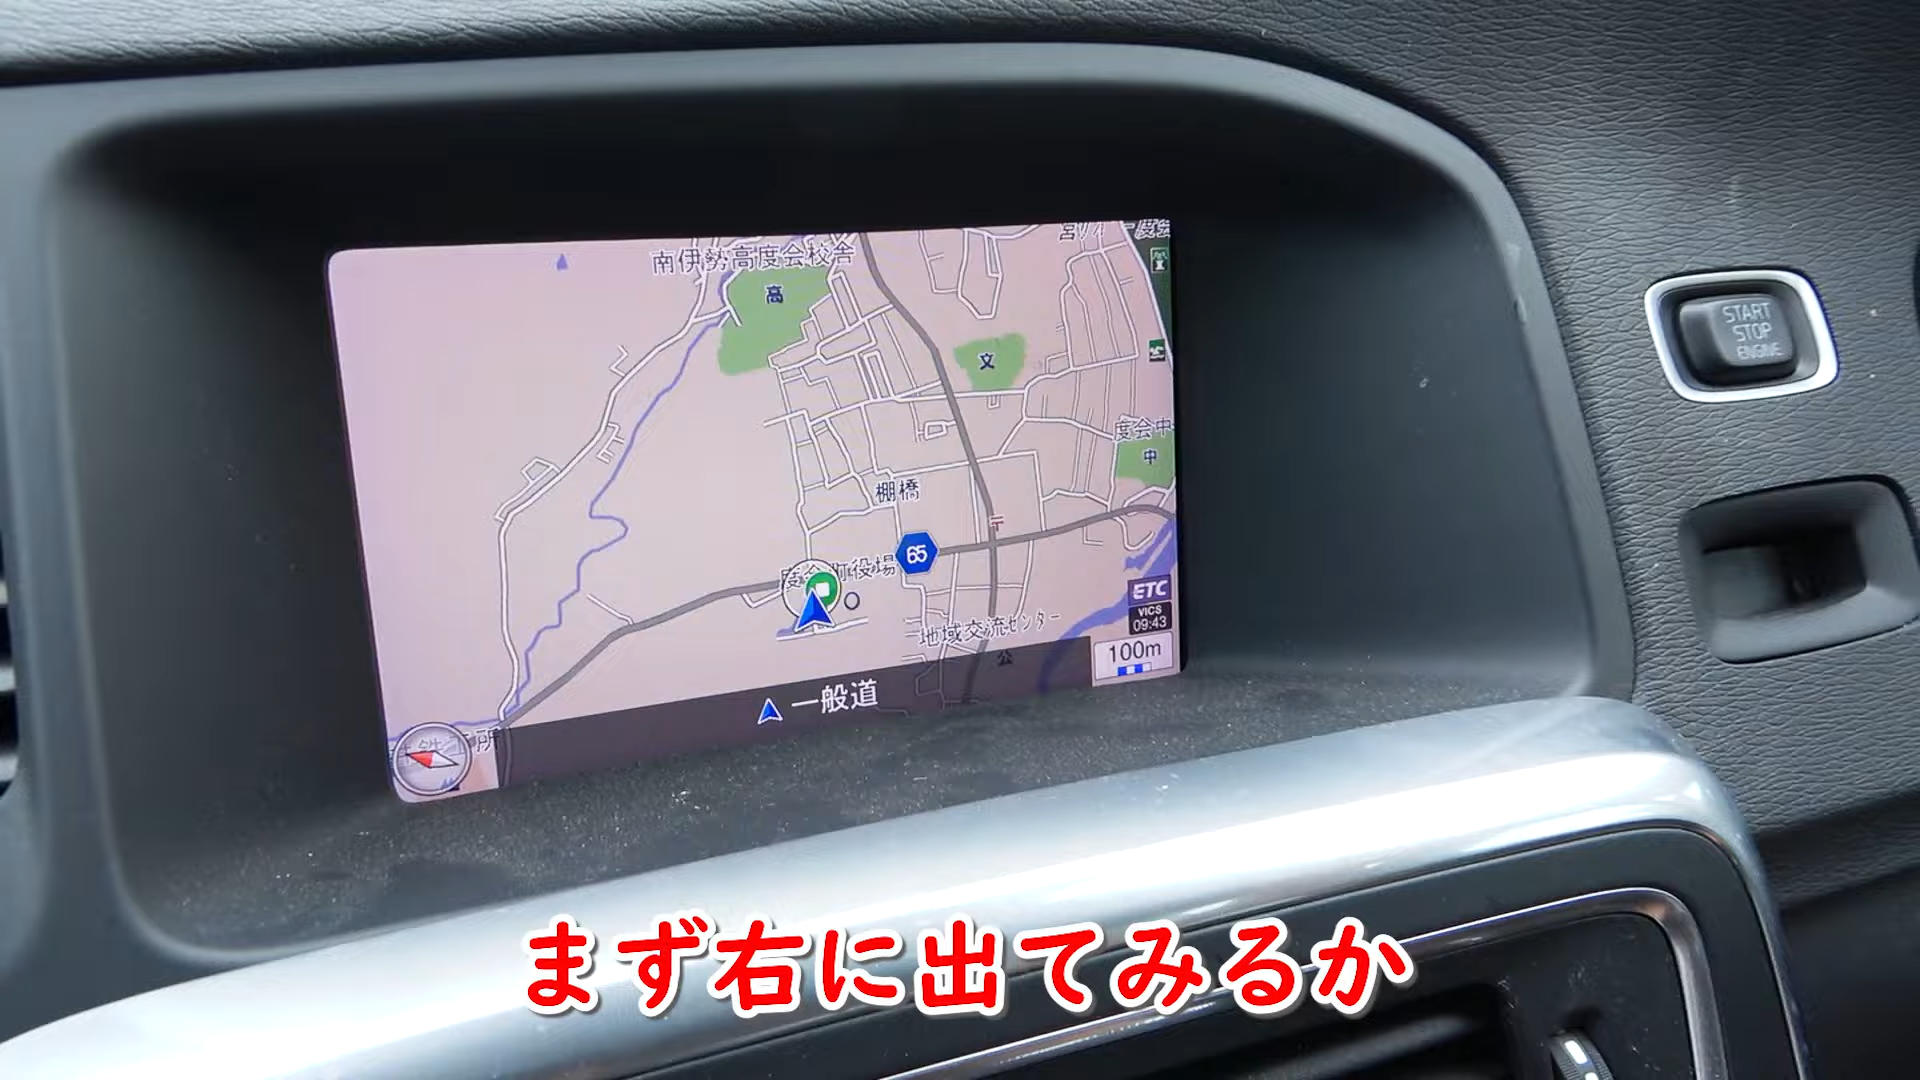 南伊勢高度会校舎
高
文
度会中
中
棚橋
〒
65
度会町役場
地域交流センター
公
ETC
VICS
09:43
100m
一般道
START
STOP
ENGINE
まず右に出てみるか